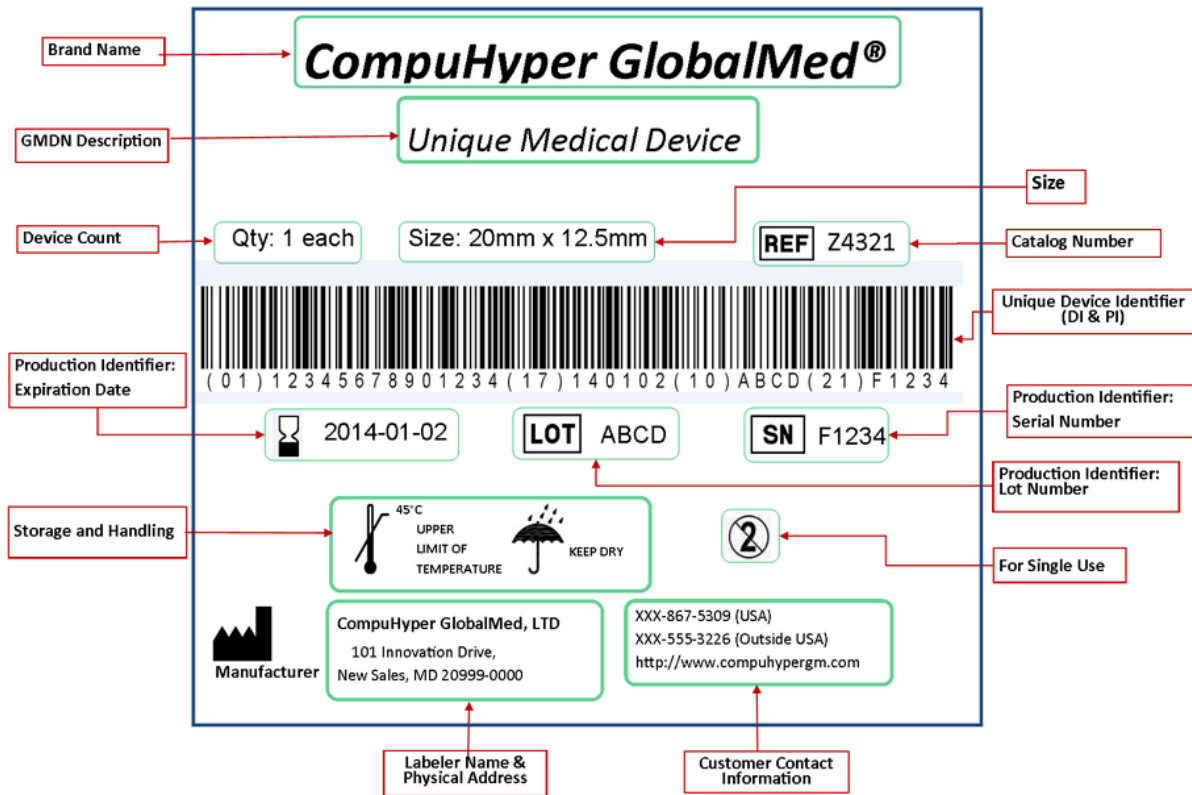 Brand Name
CompuHyper GlobalMed®
GMDN Description
Unique Medical Device
Size
Device Count
Qty: 1 each
Size: 20mm x 12.5mm
REF Z4321
Catalog Number
Unique Device Identifier
(DI & PI)
(01)12345678901234(17)140102(10)ABCD(21)F1234
Production Identifier:
Expiration Date
2014-01-02
LOT ABCD
SN F1234
Production Identifier:
Serial Number
Production Identifier:
Lot Number
Storage and Handling
45°C
UPPER
LIMIT OF
TEMPERATURE
KEEP DRY
2
For Single Use
Manufacturer
CompuHyper GlobalMed, LTD
101 Innovation Drive,
New Sales, MD 20999-0000
XXX-867-5309 (USA)
XXX-555-3226 (Outside USA)
http://www.compuhypergm.com
Labeler Name &
Physical Address
Customer Contact
Information